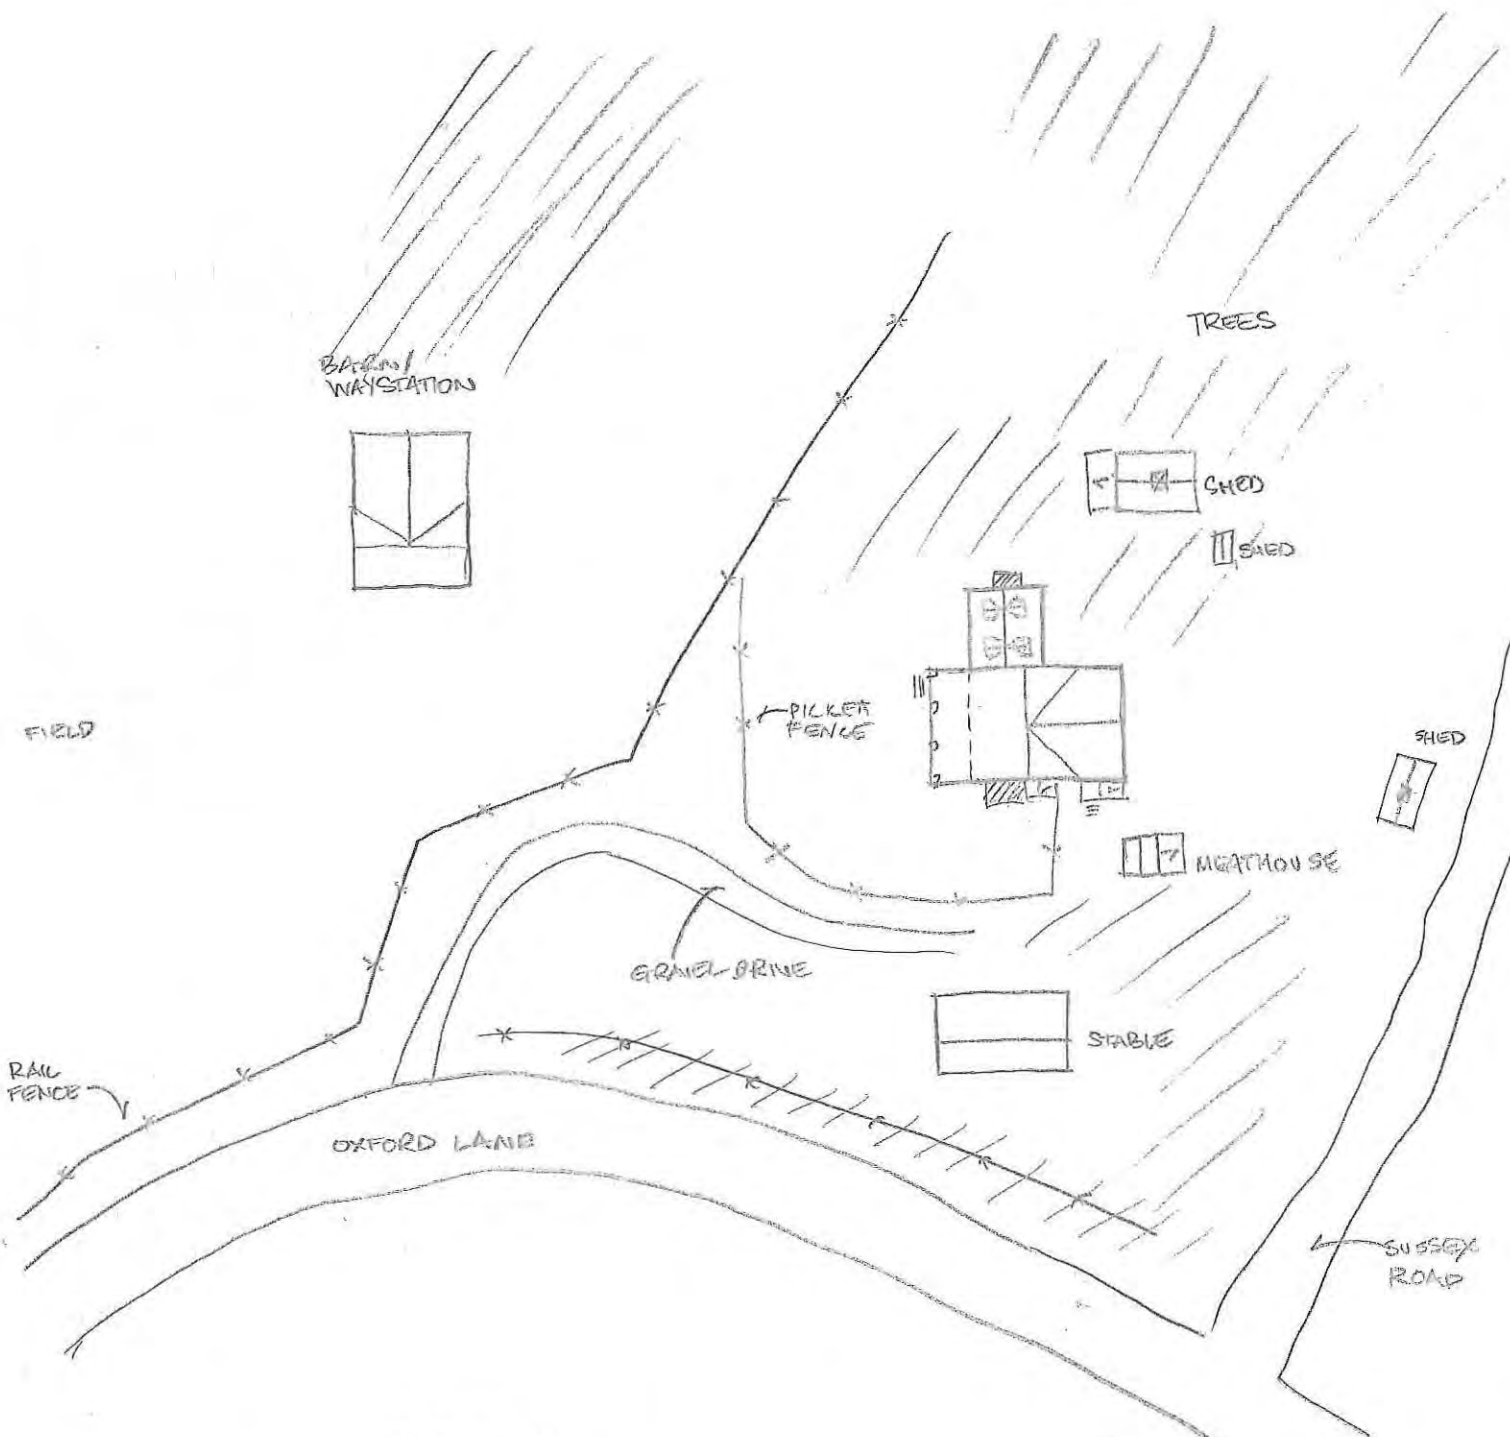 TREES
BARN/
WAYSTATION
SHED
SHED
PICKET
FENCE
FIELD
SHED
MEATHOUSE
GRAVEL DRIVE
STABLE
RAIL
FENCE
OXFORD LANE
SUSSEX
ROAD